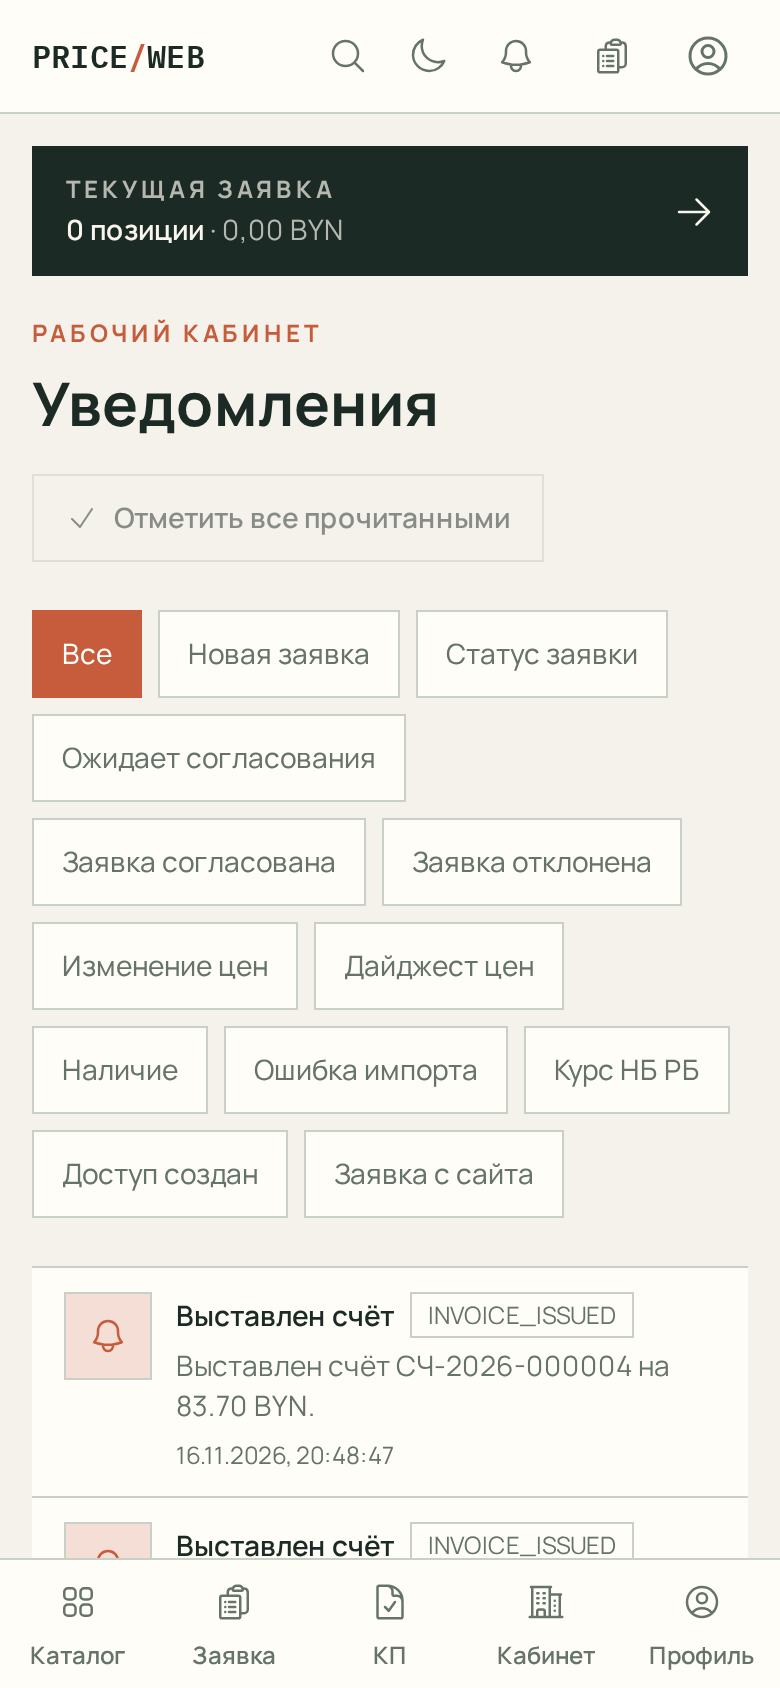 PRICE/WEB
ТЕКУЩАЯ ЗАЯВКА
0 позиции · 0,00 BYN
РАБОЧИЙ КАБИНЕТ
Уведомления
Отметить все прочитанными
Все
Новая заявка
Статус заявки
Ожидает согласования
Заявка согласована
Заявка отклонена
Изменение цен
Дайджест цен
Наличие
Ошибка импорта
Курс НБ РБ
Доступ создан
Заявка с сайта
Выставлен счёт INVOICE_ISSUED
Выставлен счёт СЧ-2026-000004 на
83.70 BYN.
16.11.2026, 20:48:47
Выставлен счёт INVOICE_ISSUED
Каталог
Заявка
КП
Кабинет
Профиль